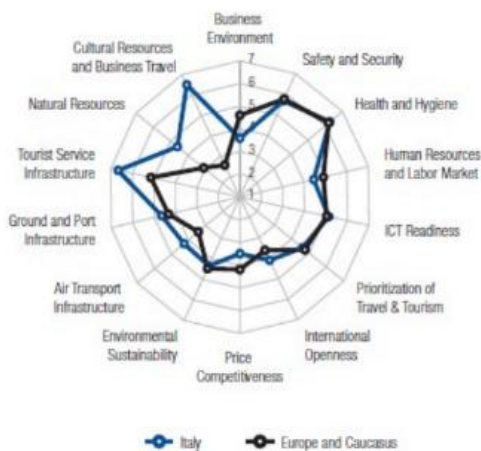 Business
Environment
Cultural Resources
and Business Travel
Safety and Security
Natural Resources
Health and Hygiene
Tourist Service
Infrastructure
Human Resources
and Labor Market
Ground and Port
Infrastructure
ICT Readiness
Air Transport
Infrastructure
Prioritization of
Travel & Tourism
Environmental
Sustainability
International
Openness
Price
Competitiveness
7
6
5
4
3
2
1
Italy
Europe and Caucasus